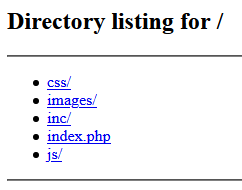 Directory listing for /
css/
images/
inc/
index.php
js/